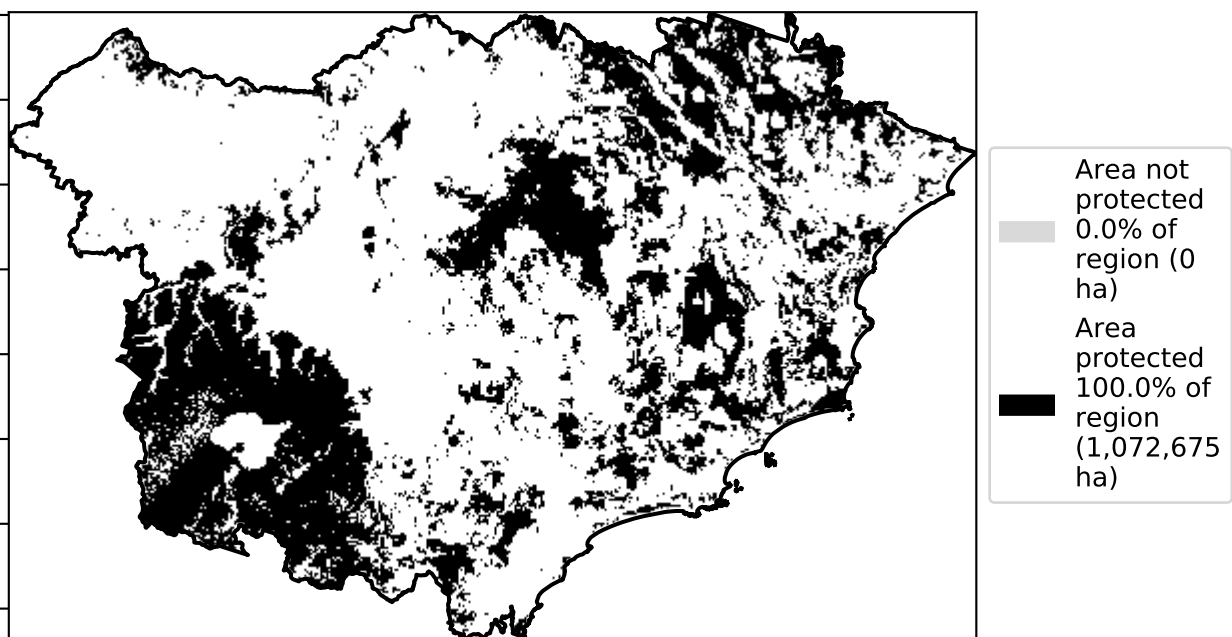 Area not
protected
0.0% of
region (0
ha)
Area
protected
100.0% of
region
(1,072,675
ha)